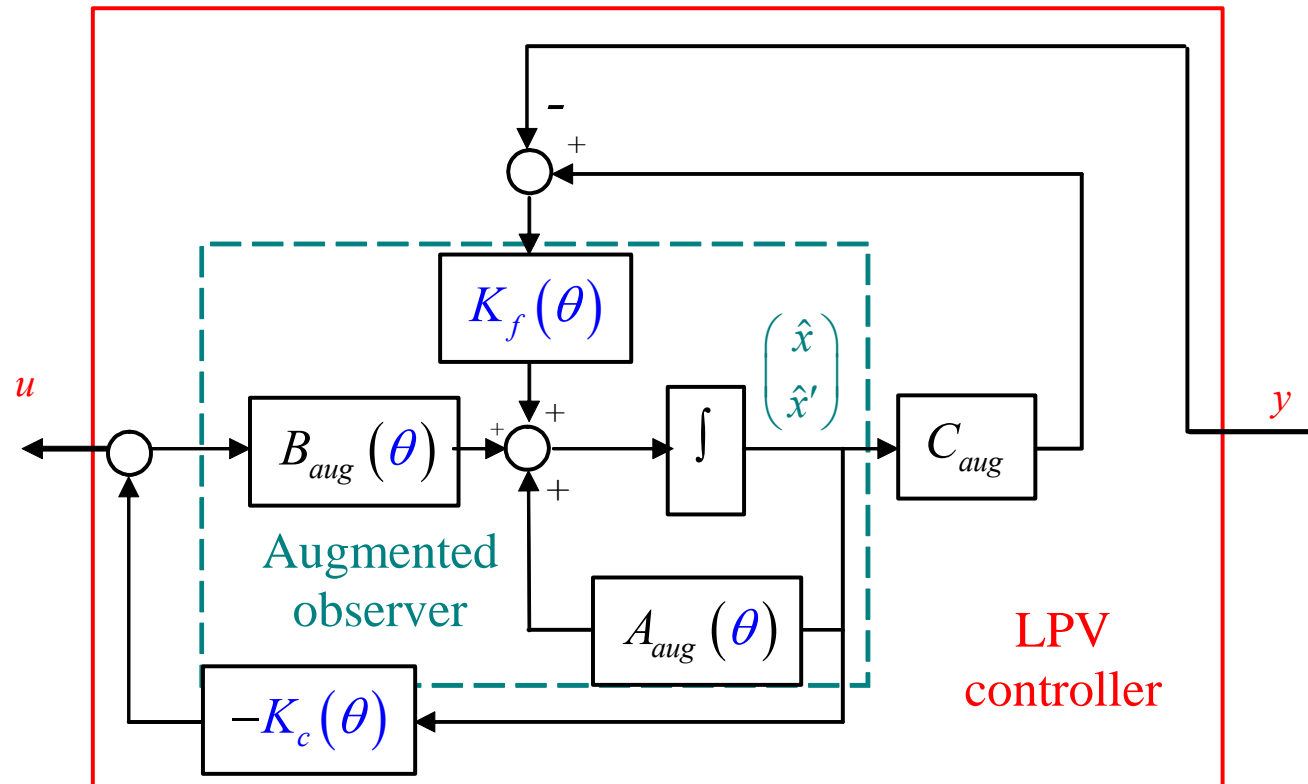 -
+
K_f(θ)
u
B_aug(θ)
+
+
+
∫
(x̂
x̂′)
C_aug
y
Augmented
observer
A_aug(θ)
LPV
controller
−K_c(θ)